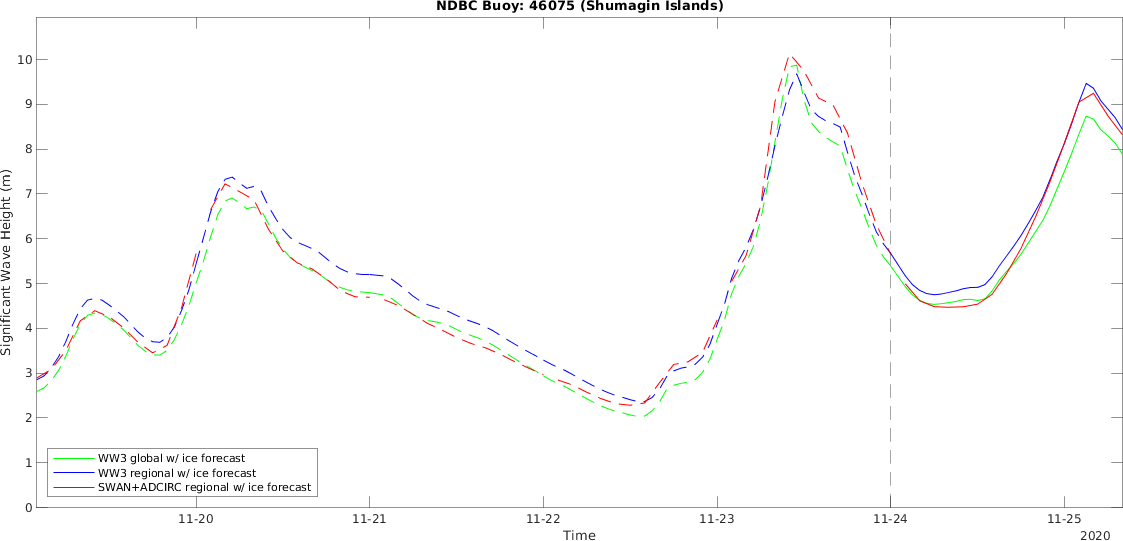 NDBC Buoy: 46075 (Shumagin Islands)
Significant Wave Height (m)
10
9
8
7
6
5
4
3
2
1
0
WW3 global w/ ice forecast
WW3 regional w/ ice forecast
SWAN+ADCIRC regional w/ ice forecast
11-20 11-21 11-22 11-23 11-24 11-25
Time
2020